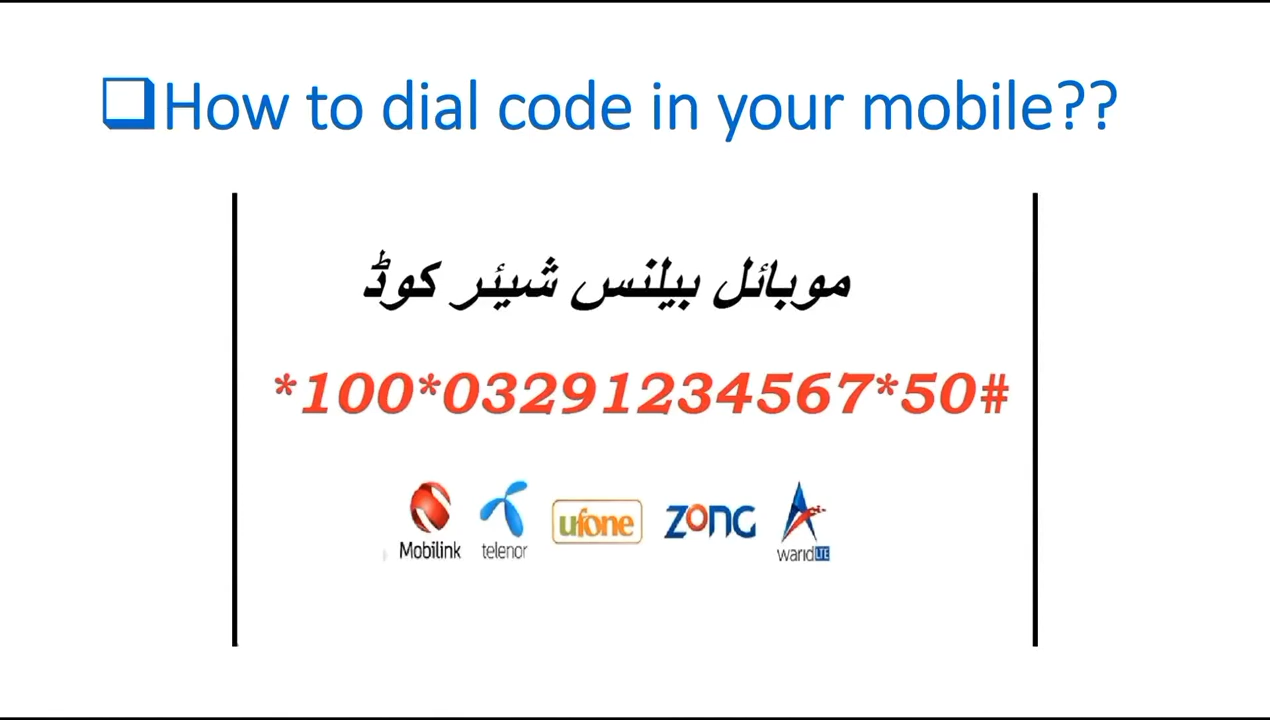 How to dial code in your mobile??
موبائل بیلنس شیئر کوڈ
*100*03291234567*50#
Mobilink telenor ufone ZONG warid LTE